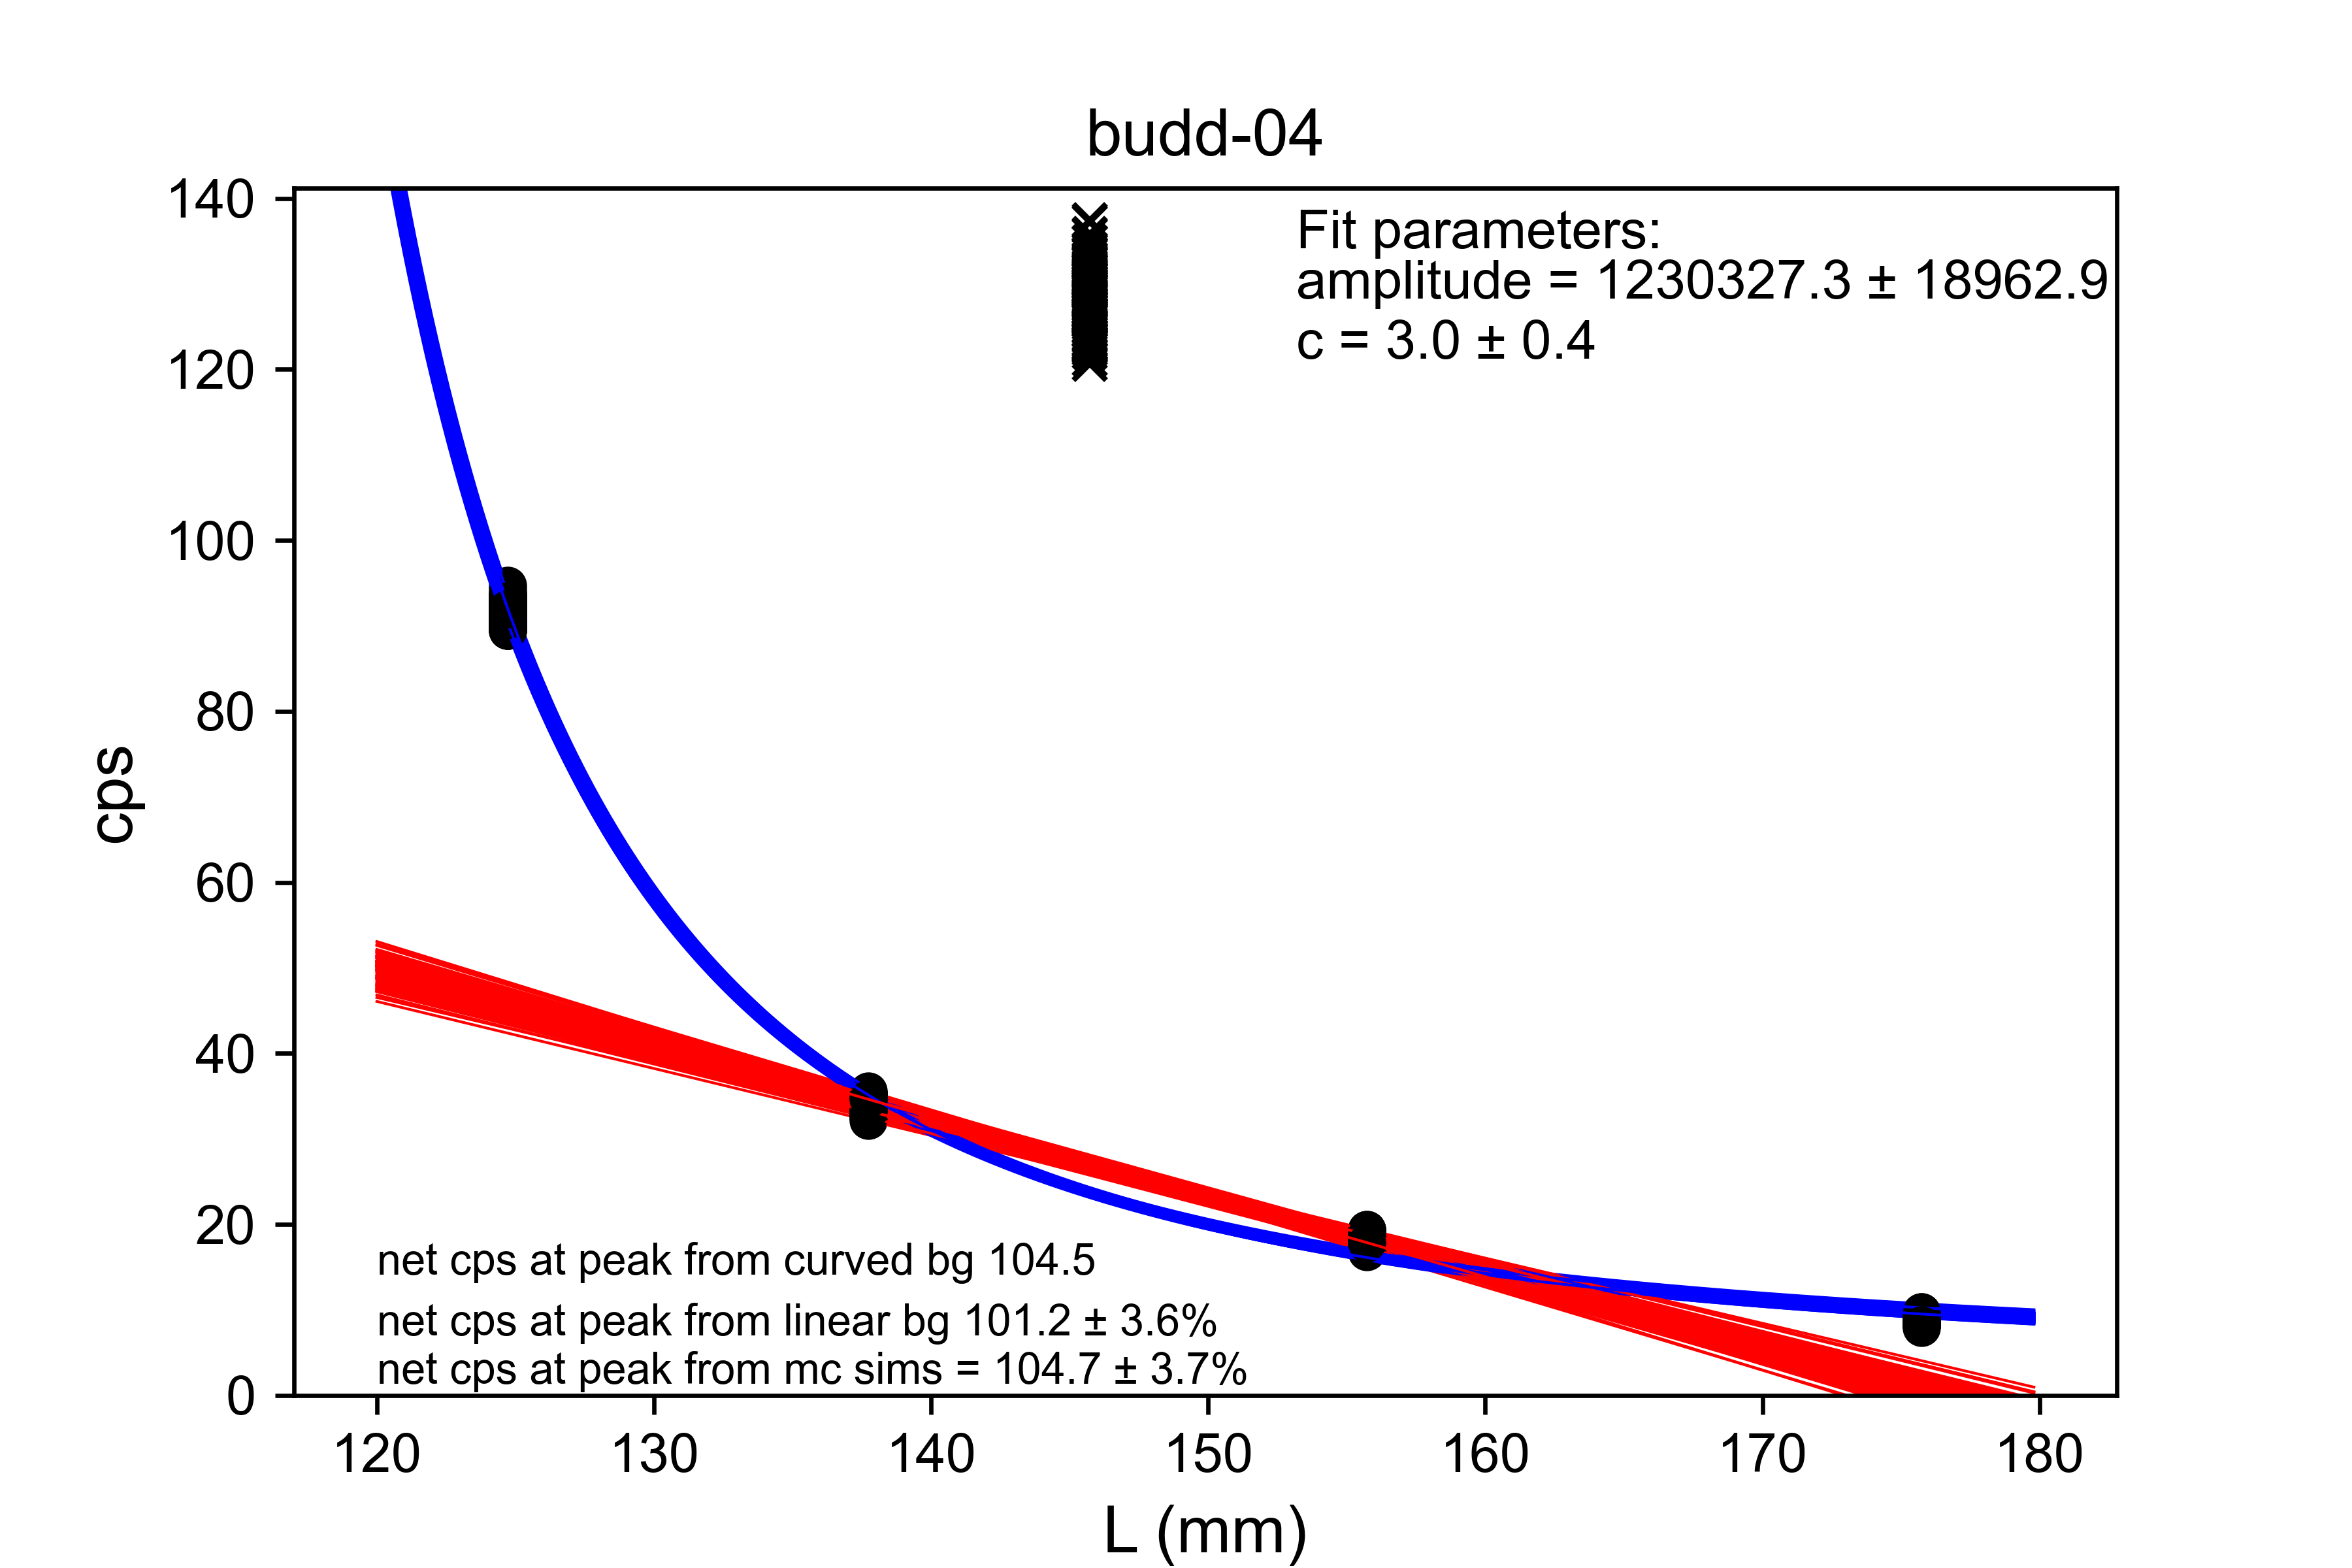 budd-04
Fit parameters:
amplitude = 1230327.3 ± 18962.9
c = 3.0 ± 0.4
140
120
100
80
60
40
20
0
cps
net cps at peak from curved bg 104.5
net cps at peak from linear bg 101.2 ± 3.6%
net cps at peak from mc sims = 104.7 ± 3.7%
120 130 140 150 160 170 180
L (mm)